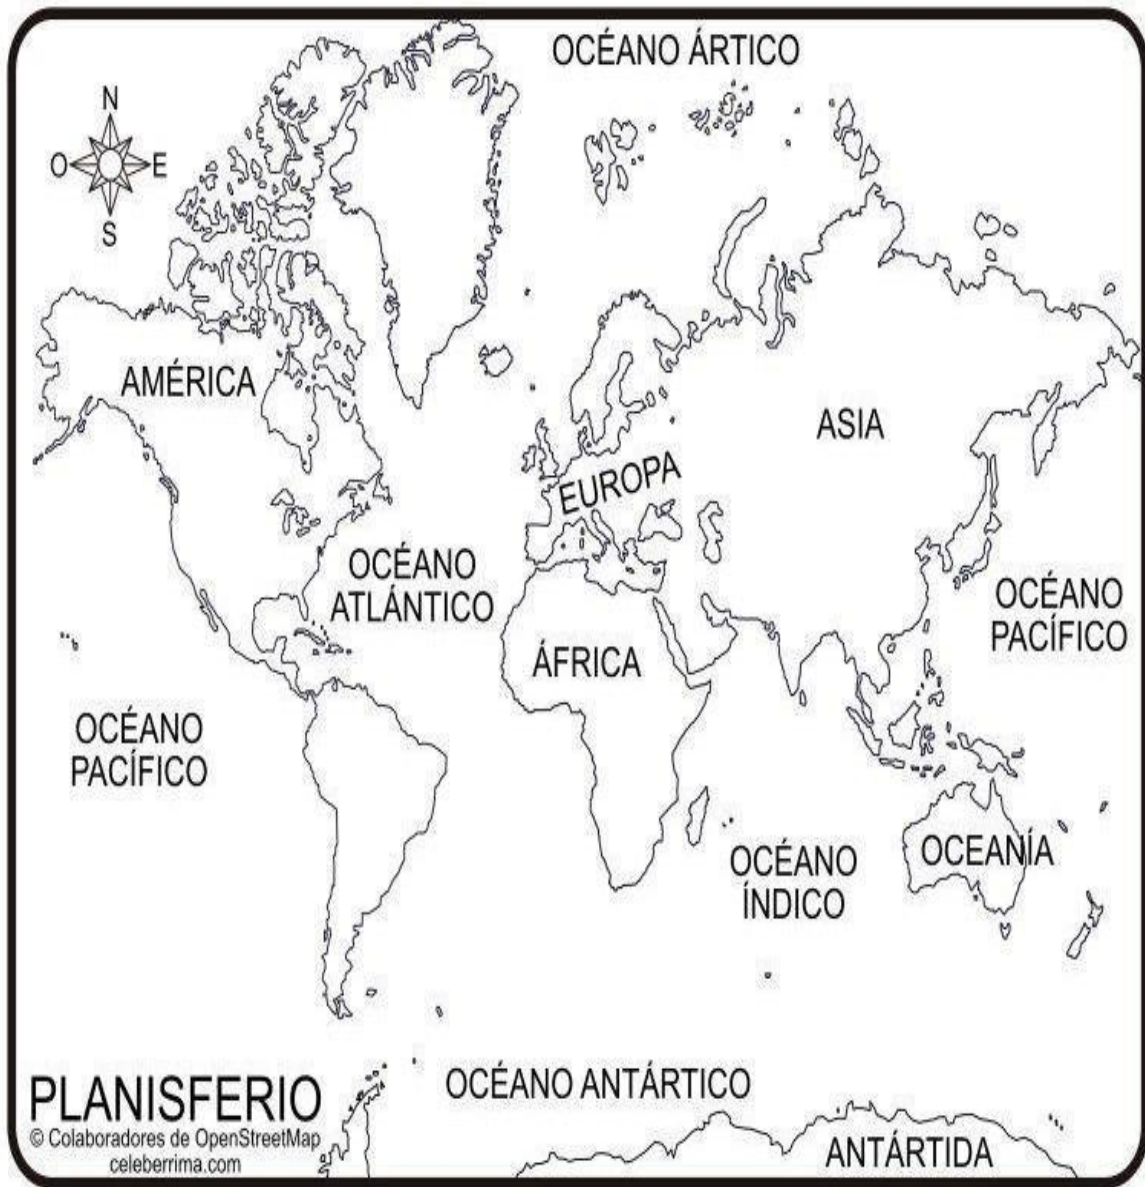 OCÉANO ÁRTICO
N
O
E
S
AMÉRICA
ASIA
EUROPA
OCÉANO
ATLÁNTICO
OCÉANO
PACÍFICO
ÁFRICA
OCÉANO
PACÍFICO
OCÉANO
ÍNDICO
OCEANÍA
OCÉANO ANTÁRTICO
ANTÁRTIDA
PLANISFERIO
© Colaboradores de OpenStreetMap
celeberrima.com